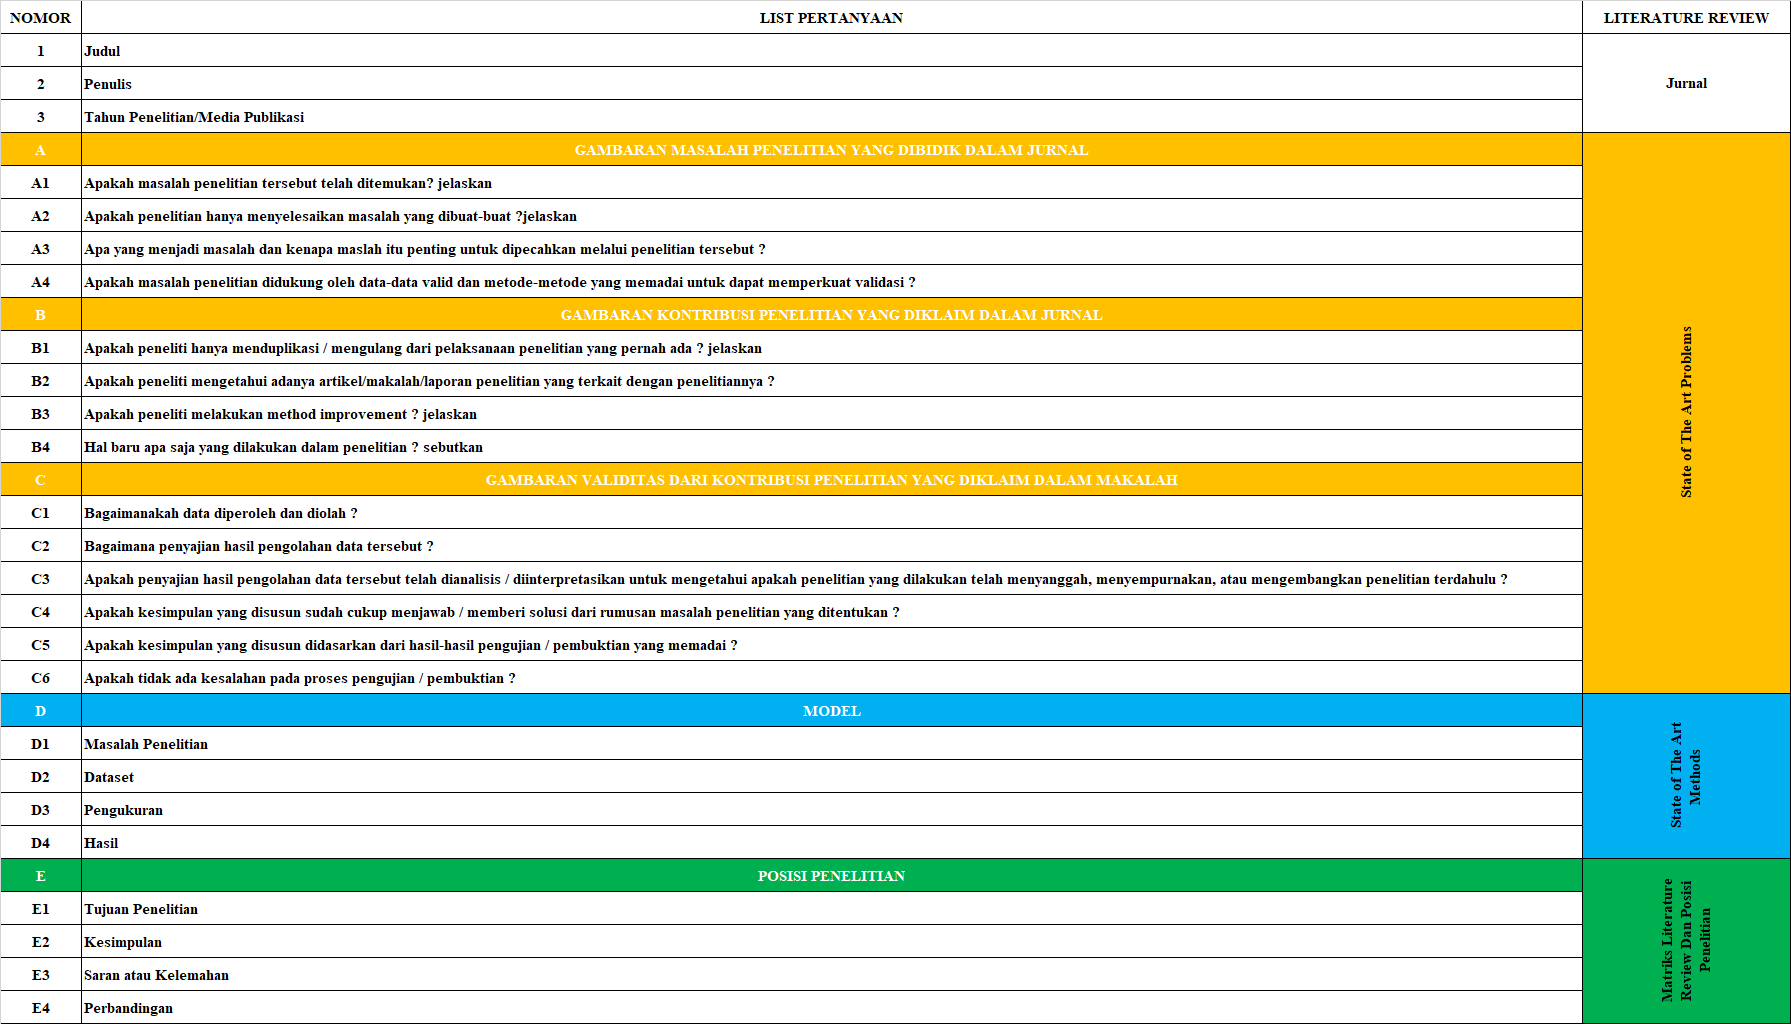 NOMOR LIST PERTANYAAN LITERATURE REVIEW
1 Judul
2 Penulis
3 Tahun Penelitian/Media Publikasi
Jurnal
A GAMBARAN MASALAH PENELITIAN YANG DIBIDIK DALAM JURNAL
A1 Apakah masalah penelitian tersebut telah ditemukan? jelaskan
A2 Apakah penelitian hanya menyelesaikan masalah yang dibuat-buat ?jelaskan
A3 Apa yang menjadi masalah dan kenapa maslah itu penting untuk dipecahkan melalui penelitian tersebut ?
A4 Apakah masalah penelitian didukung oleh data-data valid dan metode-metode yang memadai untuk dapat memperkuat validasi ?
B GAMBARAN KONTRIBUSI PENELITIAN YANG DIKLAIM DALAM JURNAL
B1 Apakah peneliti hanya menduplikasi / mengulang dari pelaksanaan penelitian yang pernah ada ? jelaskan
B2 Apakah peneliti mengetahui adanya artikel/makalah/laporan penelitian yang terkait dengan penelitiannya ?
B3 Apakah peneliti melakukan method improvement ? jelaskan
B4 Hal baru apa saja yang dilakukan dalam penelitian ? sebutkan
C GAMBARAN VALIDITAS DARI KONTRIBUSI PENELITIAN YANG DIKLAIM DALAM MAKALAH
C1 Bagaimanakah data diperoleh dan diolah ?
C2 Bagaimana penyajian hasil pengolahan data tersebut ?
C3 Apakah penyajian hasil pengolahan data tersebut telah dianalisis / diinterpretasikan untuk mengetahui apakah penelitian yang dilakukan telah menyanggah, menyempurnakan, atau mengembangkan penelitian terdahulu ?
C4 Apakah kesimpulan yang disusun sudah cukup menjawab / memberi solusi dari rumusan masalah penelitian yang ditentukan ?
C5 Apakah kesimpulan yang disusun didasarkan dari hasil-hasil pengujian / pembuktian yang memadai ?
C6 Apakah tidak ada kesalahan pada proses pengujian / pembuktian ?
State of The Art Problems
D MODEL
D1 Masalah Penelitian
D2 Dataset
D3 Pengukuran
D4 Hasil
State of The Art
Methods
E POSISI PENELITIAN
E1 Tujuan Penelitian
E2 Kesimpulan
E3 Saran atau Kelemahan
E4 Perbandingan
Matriks Literature
Review Dan Posisi
Penelitian